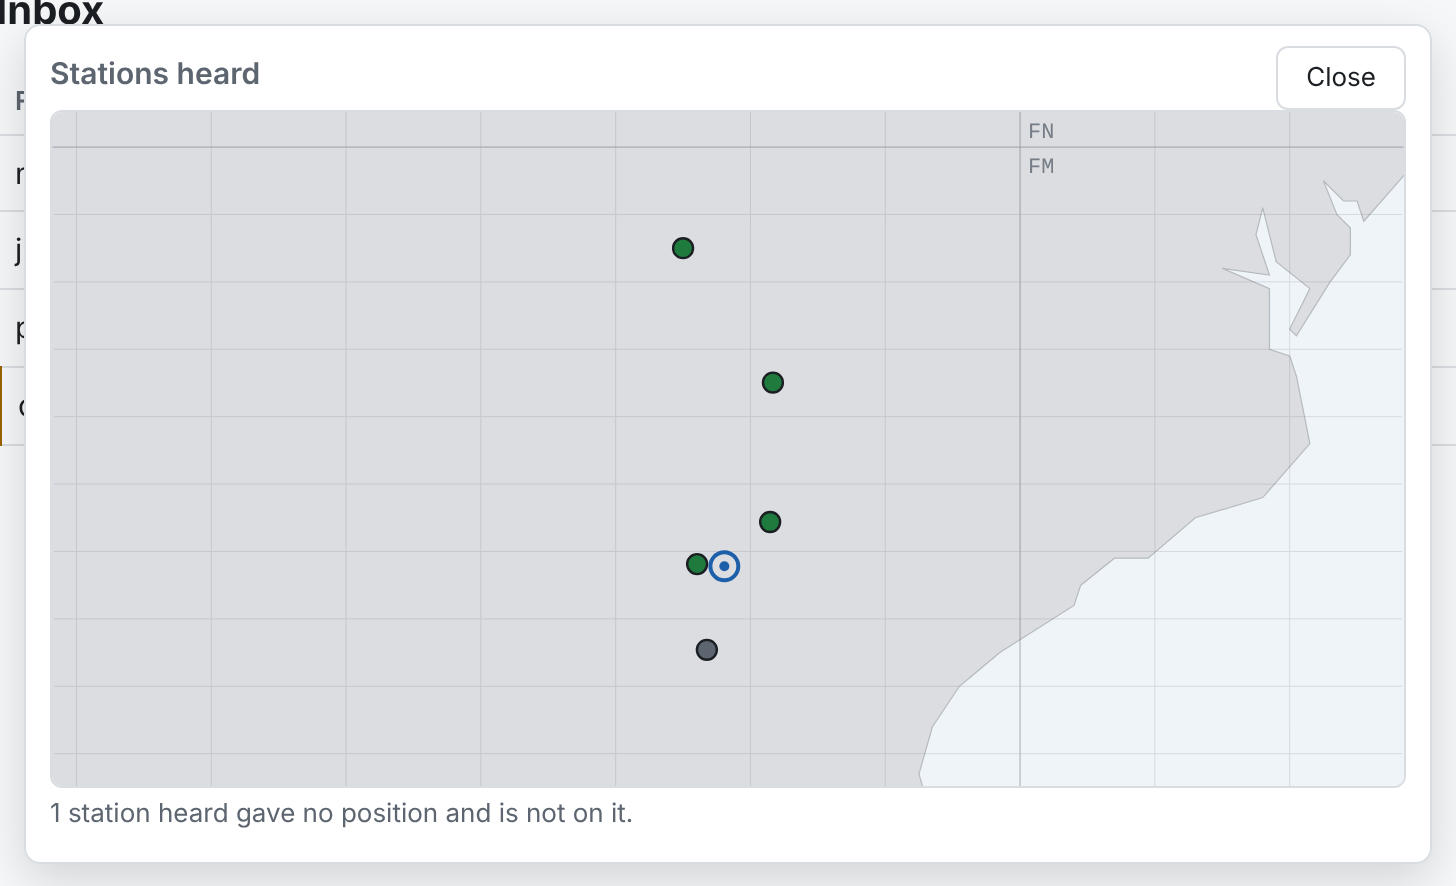 Inbox
Stations heard
Close
FN
FM
1 station heard gave no position and is not on it.